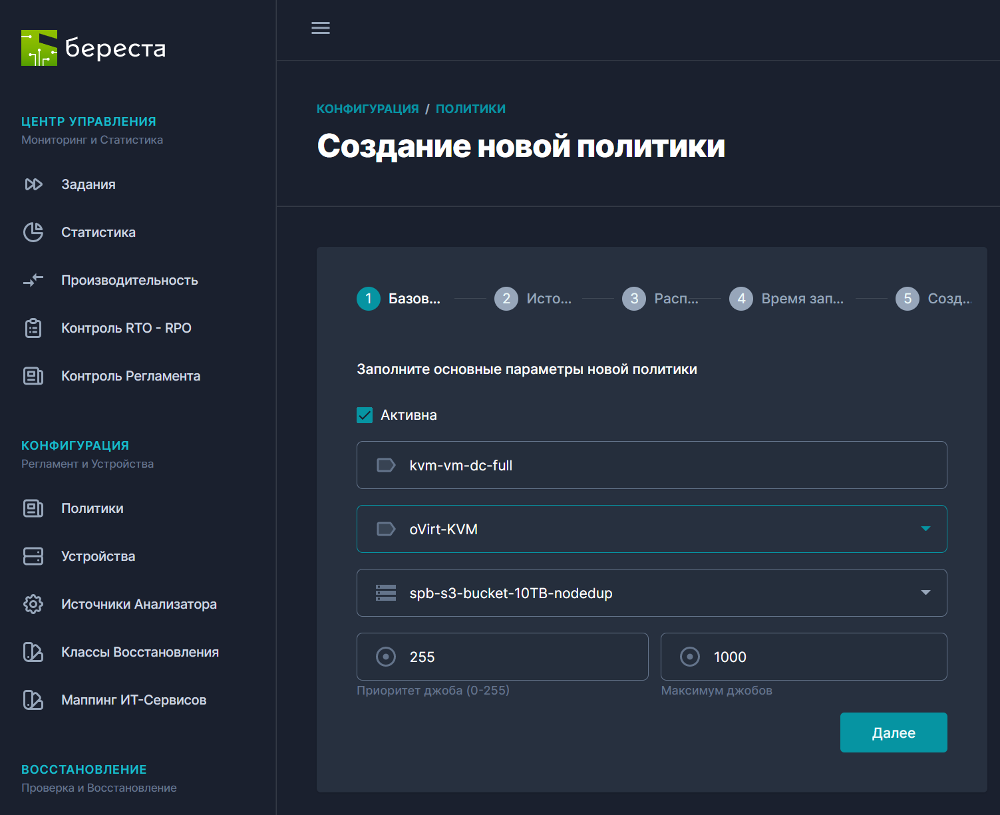 береста
ЦЕНТР УПРАВЛЕНИЯ
Мониторинг и Статистика
Задания
Статистика
Производительность
Контроль RTO - RPO
Контроль Регламента
КОНФИГУРАЦИЯ
Регламент и Устройства
Политики
Устройства
Источники Анализатора
Классы Восстановления
Маппинг ИТ-Сервисов
ВОССТАНОВЛЕНИЕ
Проверка и Восстановление
КОНФИГУРАЦИЯ / ПОЛИТИКИ
Создание новой политики
1 Базов... 2 Исто... 3 Расп... 4 Время зап... 5 Созд...
Заполните основные параметры новой политики
Активна
kvm-vm-dc-full
oVirt-KVM
spb-s3-bucket-10TB-nodedup
255 1000
Приоритет джоба (0-255) Максимум джобов
Далее